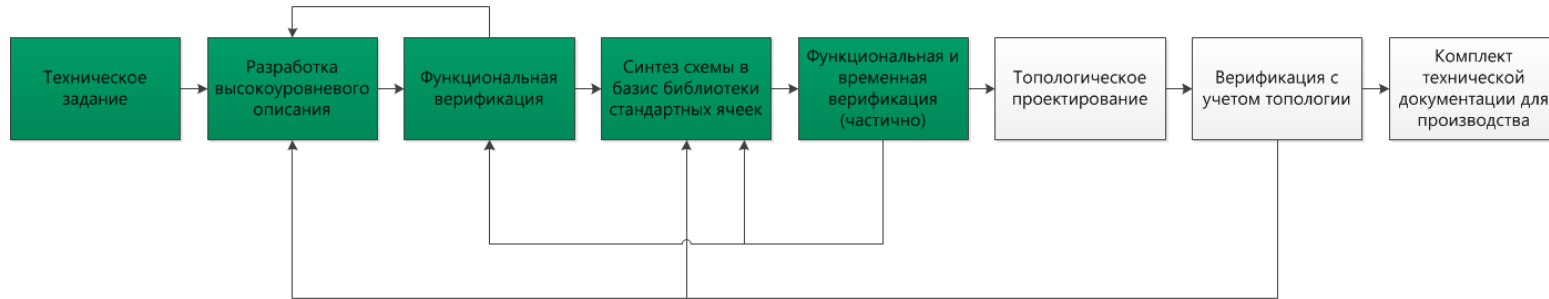 Техническое
задание
Разработка
высокоуровневого
описания
Функциональная
верификация
Синтез схемы в
базис библиотеки
стандартных ячеек
Функциональная и
временная
верификация
(частично)
Топологическое
проектирование
Верификация с
учетом топологии
Комплект
технической
документации для
производства